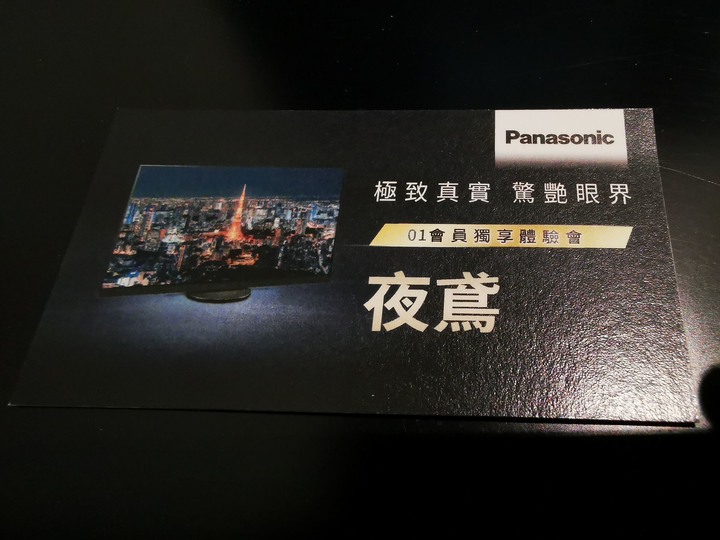 Panasonic
極致真實 驚艷眼界
01會員獨享體驗會
夜鳶